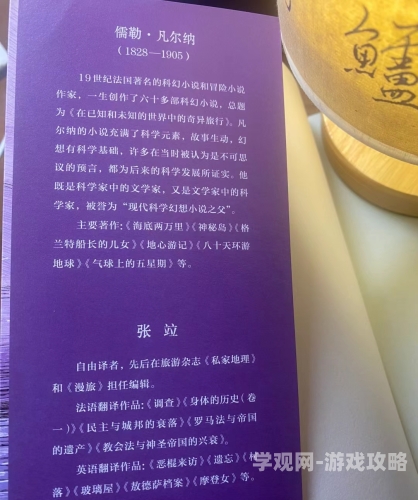 儒勒·凡尔纳
（1828—1905）
19世纪法国著名的科幻小说和冒险小说
作家，一生创作了六十多部科幻小说，总题
为《在已知和未知的世界中的奇异旅行》。凡
尔纳的小说充满了科学元素，故事生动，幻
想有科学基础，许多在当时被认为是不可思
议的预言，都为后来的科学发展所证实。他
既是科学家中的文学家，又是文学家中的科
学家，被誉为“现代科学幻想小说之父”。
主要著作：《海底两万里》《神秘岛》《格
兰特船长的儿女》《地心游记》《八十天环游
地球》《气球上的五星期》等。
张竝
自由译者，先后在旅游杂志《私家地理》
和《漫旅》担任编辑。
法语翻译作品：《调查》《身体的历史（卷
一）》《民主与城邦的衰落》《罗马法与帝国
的遗产》《教会法与神圣帝国的兴衰》。
英语翻译作品：《恶棍来访》《遗忘》
落》《玻璃屋》《敖德萨档案》《摩登女》等。
学观网-游戏攻略